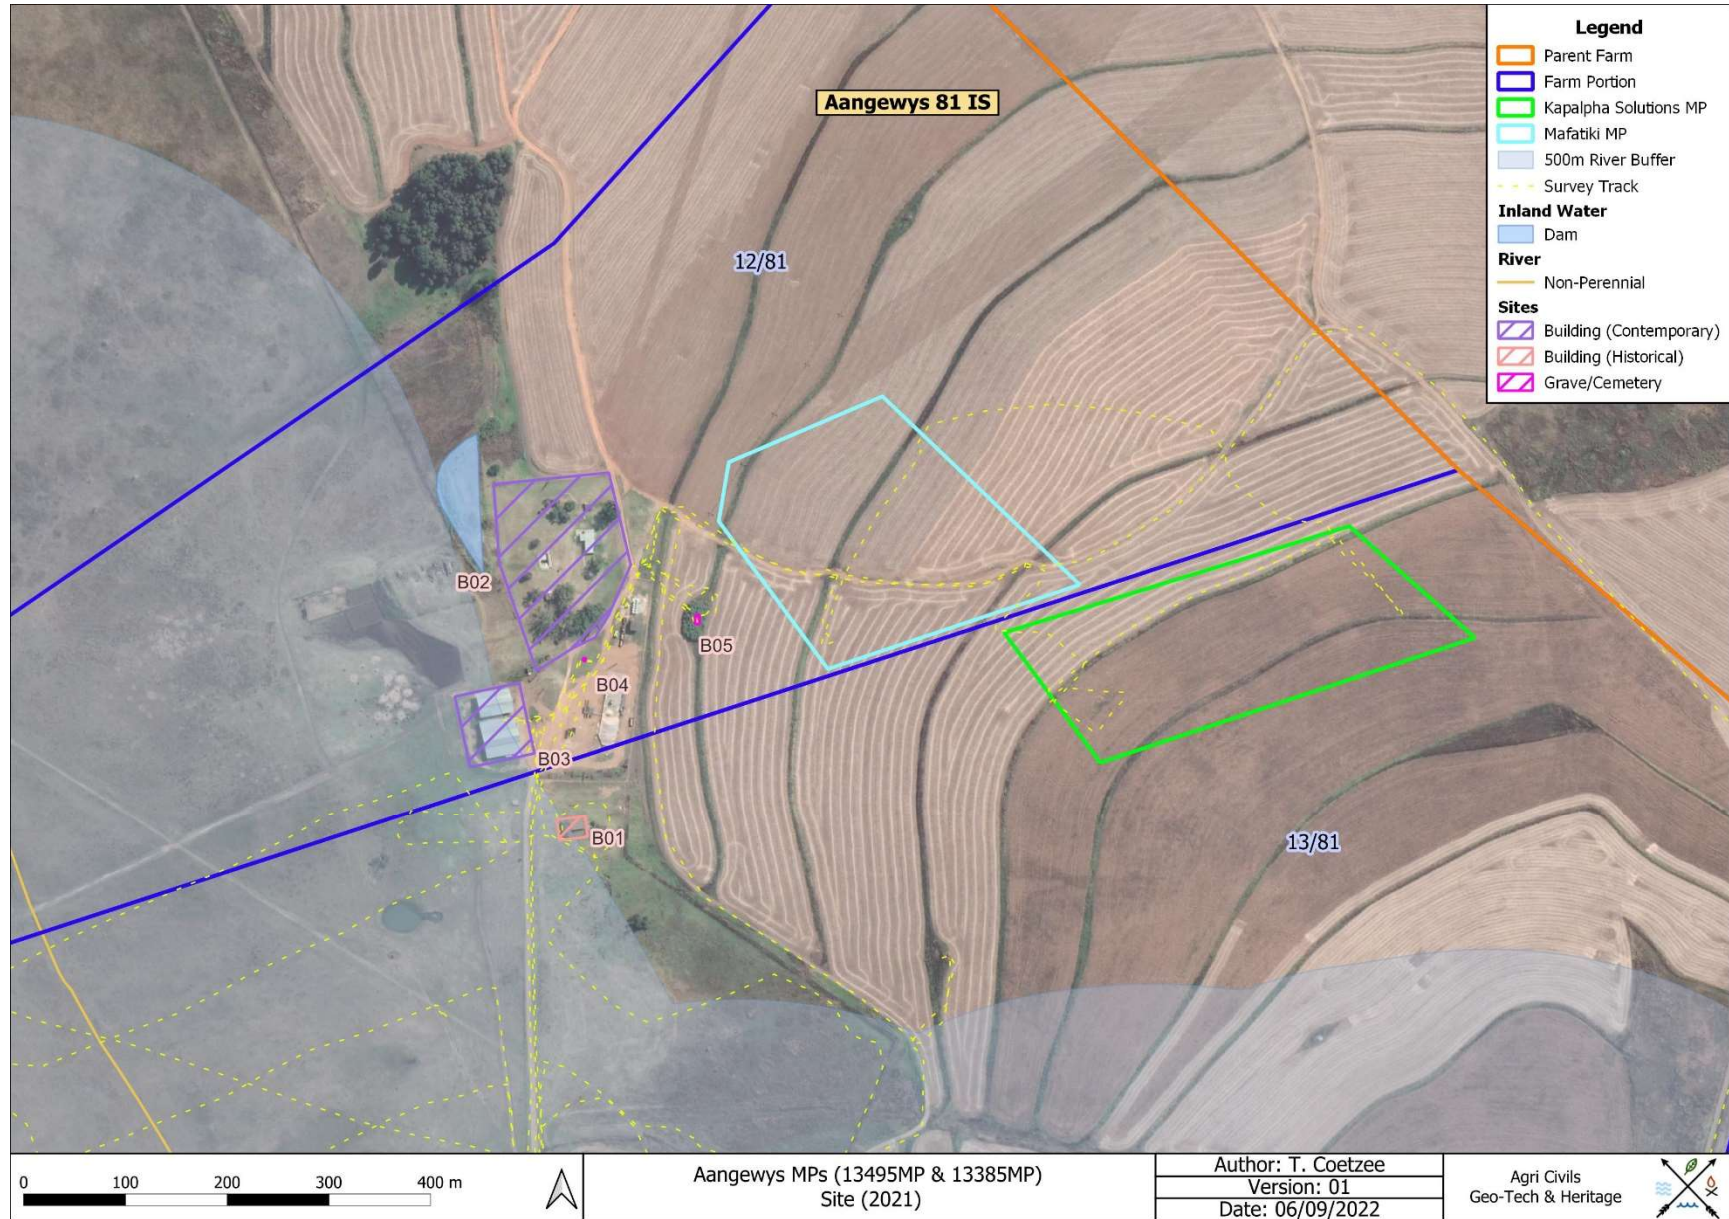 Legend
Parent Farm
Farm Portion
Kapalpha Solutions MP
Mafatiki MP
500m River Buffer
Survey Track
Inland Water
Dam
River
Non-Perennial
Sites
Building (Contemporary)
Building (Historical)
Grave/Cemetery
Aangewys 81 IS
12/81
B02
B05
B04
B03
B01
13/81
0 100 200 300 400 m
Aangewys MPs (13495MP & 13385MP)
Site (2021)
Author: T. Coetzee
Version: 01
Date: 06/09/2022
Agri Civils
Geo-Tech & Heritage